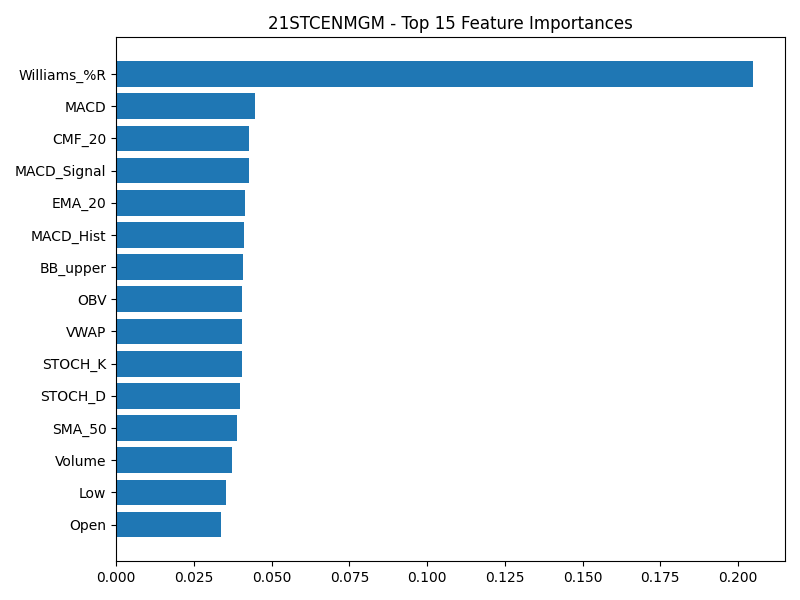 21STCENMGM - Top 15 Feature Importances
Williams_%R
MACD
CMF_20
MACD_Signal
EMA_20
MACD_Hist
BB_upper
OBV
VWAP
STOCH_K
STOCH_D
SMA_50
Volume
Low
Open
0.000 0.025 0.050 0.075 0.100 0.125 0.150 0.175 0.200